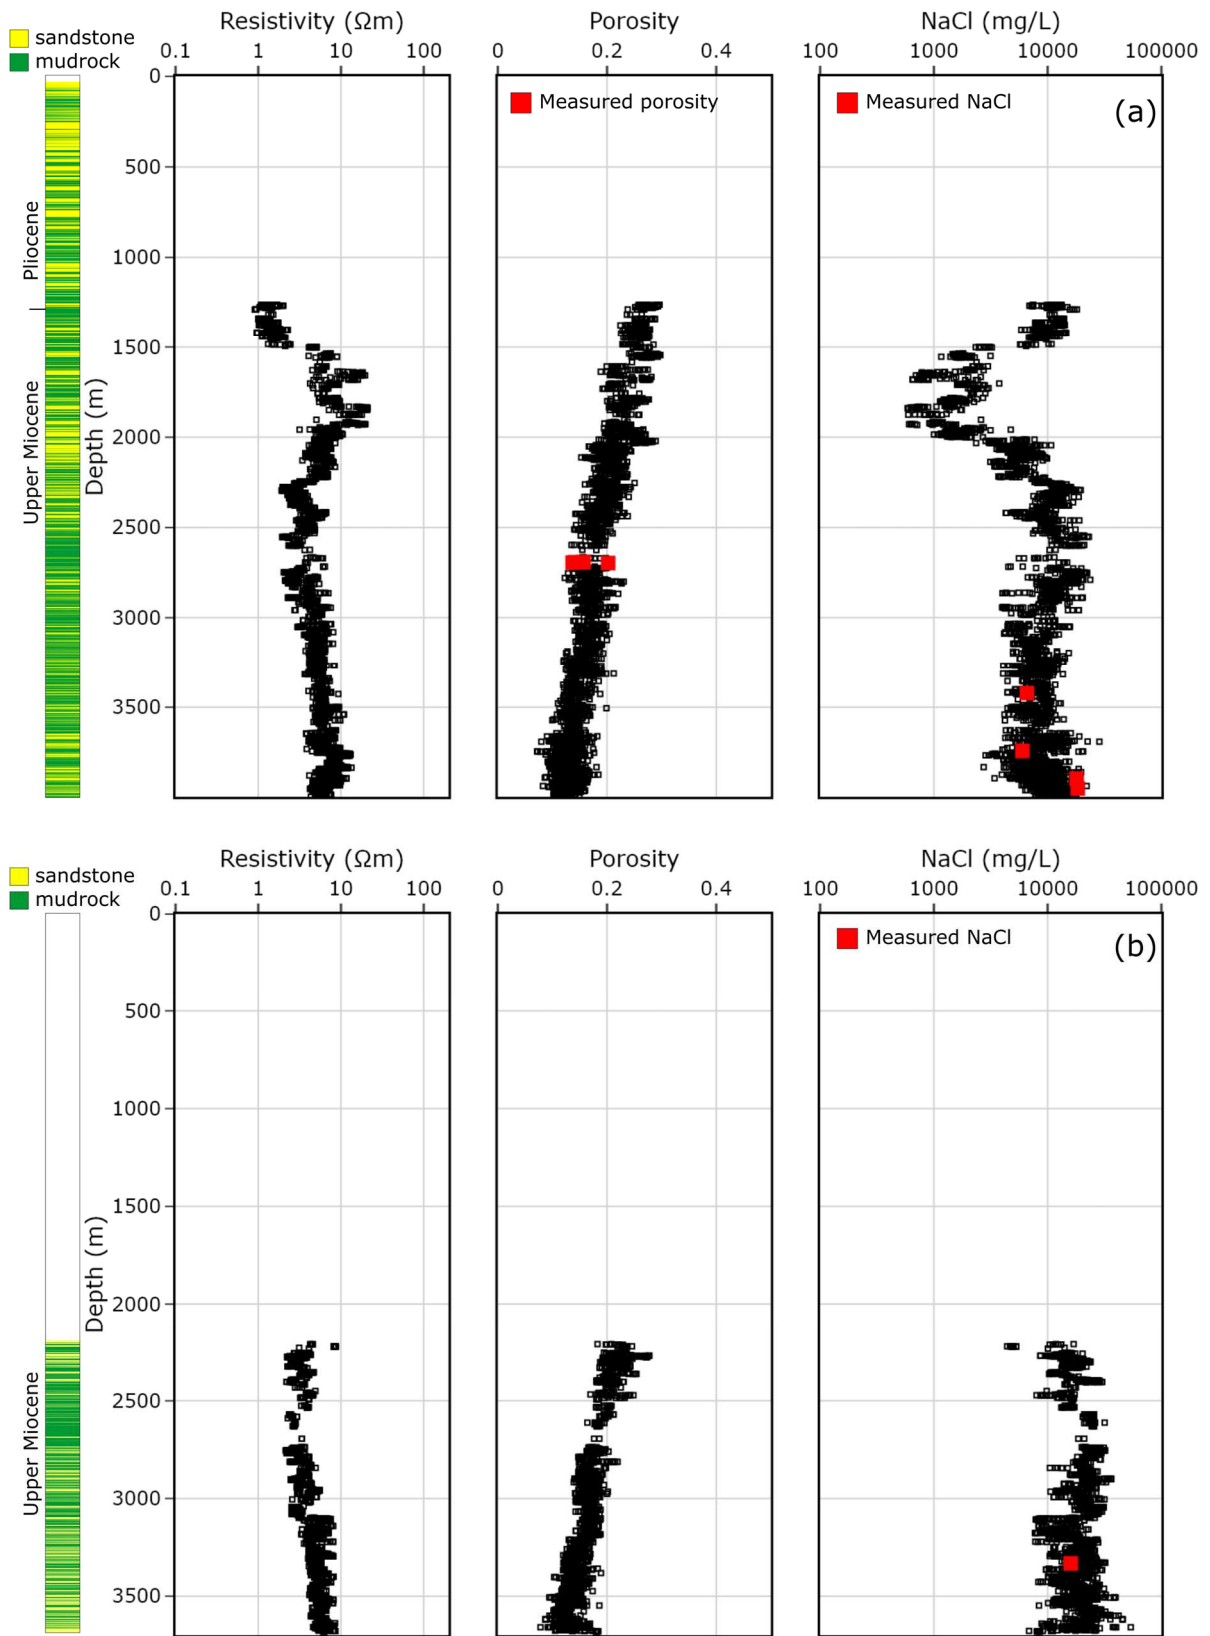 Resistivity (Ωm) Porosity NaCl (mg/L)
sandstone
mudrock
0.1 1 10 100 0 0.2 0.4 100 1000 10000 100000
0
Measured porosity Measured NaCl (a)
500
Pliocene
1000
1500
Upper Miocene
Depth (m)
2000
2500
3000
3500
Resistivity (Ωm) Porosity NaCl (mg/L)
sandstone
mudrock
0.1 1 10 100 0 0.2 0.4 100 1000 10000 100000
0
Measured NaCl (b)
500
1000
1500
Depth (m)
2000
2500
Upper Miocene
3000
3500